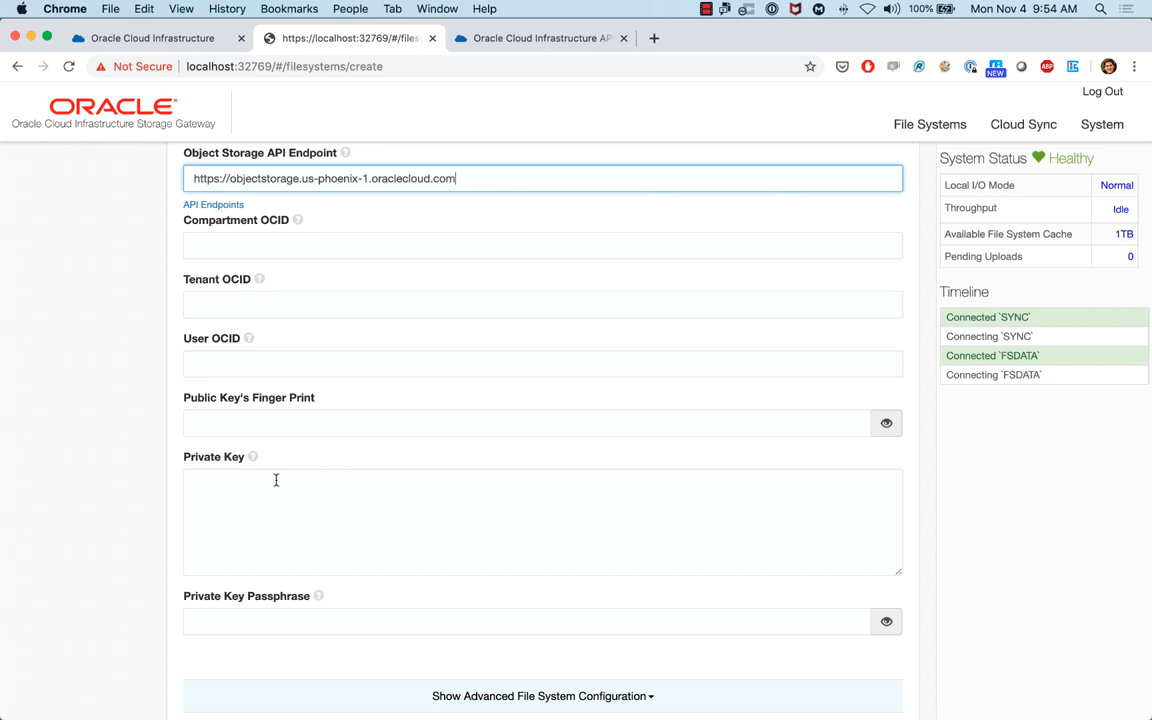 Chrome File Edit View History Bookmarks People Tab Window Help 100% Mon Nov 4 9:54 AM
Oracle Cloud Infrastructure https://localhost:32769/#/files Oracle Cloud Infrastructure AP
Not Secure localhost:32769/#/filesystems/create
NEW
ABP
Log Out
ORACLE
Oracle Cloud Infrastructure Storage Gateway
File Systems Cloud Sync System
Object Storage API Endpoint ?
https://objectstorage.us-phoenix-1.oraclecloud.com
API Endpoints
Compartment OCID ?
Tenant OCID ?
User OCID ?
Public Key's Finger Print
Private Key ?
Private Key Passphrase ?
Show Advanced File System Configuration
System Status Healthy
Local I/O Mode Normal
Throughput Idle
Available File System Cache 1TB
Pending Uploads 0
Timeline
Connected `SYNC'
Connecting `SYNC'
Connected `FSDATA'
Connecting `FSDATA'